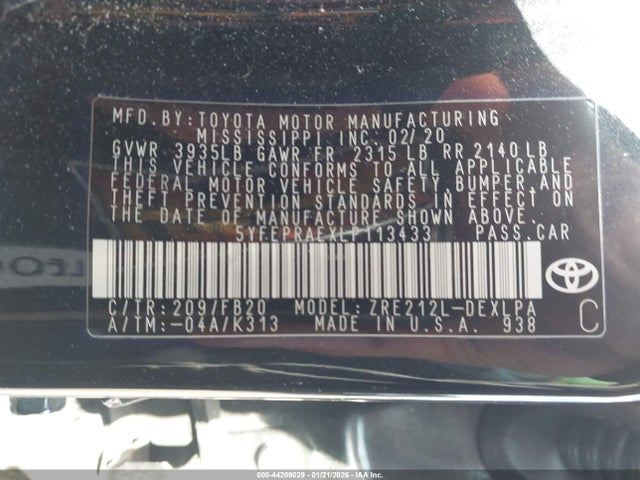 MFD.BY:TOYOTA MOTOR MANUFACTURING
MISSISSIPPI INC. 02/20
GVWR 3935LB GAWR FR 2315LB RR 2140LB
THIS VEHICLE CONFORMS TO ALL APPLICABLE
FEDERAL MOTOR VEHICLE SAFETY, BUMPER, AND
THEFT PREVENTION STANDARDS IN EFFECT ON
THE DATE OF MANUFACTURE SHOWN ABOVE.
5YFEPRAEXLP113433 PASS.CAR
C/TR:209/FB20 MODEL:ZRE212L-DEXLPA
A/TM:-04A/K313 MADE IN U.S.A. 938
C
000-44209029 - 01/21/2026 - IAA Holdings, LLC